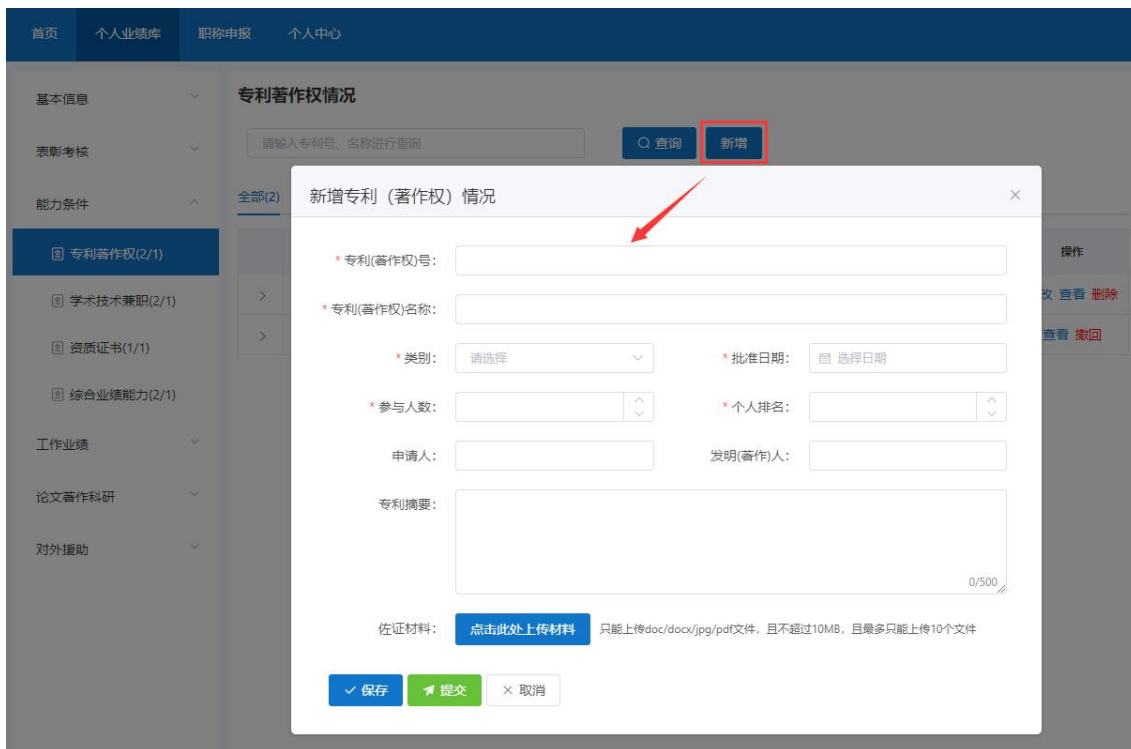 首页 个人业绩库 职称申报 个人中心
基本信息
表彰考核
能力条件
专利著作权(2/1)
学术技术兼职(2/1)
资质证书(1/1)
综合业绩能力(2/1)
工作业绩
论文著作科研
对外援助
专利著作权情况
请输入专利号、名称进行查询 查询 新增
全部(2)
操作
改 查看 删除
查看 撤回
新增专利（著作权）情况
* 专利(著作权)号：
* 专利(著作权)名称：
* 类别： 请选择 * 批准日期： 选择日期
* 参与人数： * 个人排名：
申请人： 发明(著作)人：
专利摘要：
0/500
佐证材料： 点击此处上传材料 只能上传doc/docx/jpg/pdf文件，且不超过10MB，且最多只能上传10个文件
保存 提交 取消